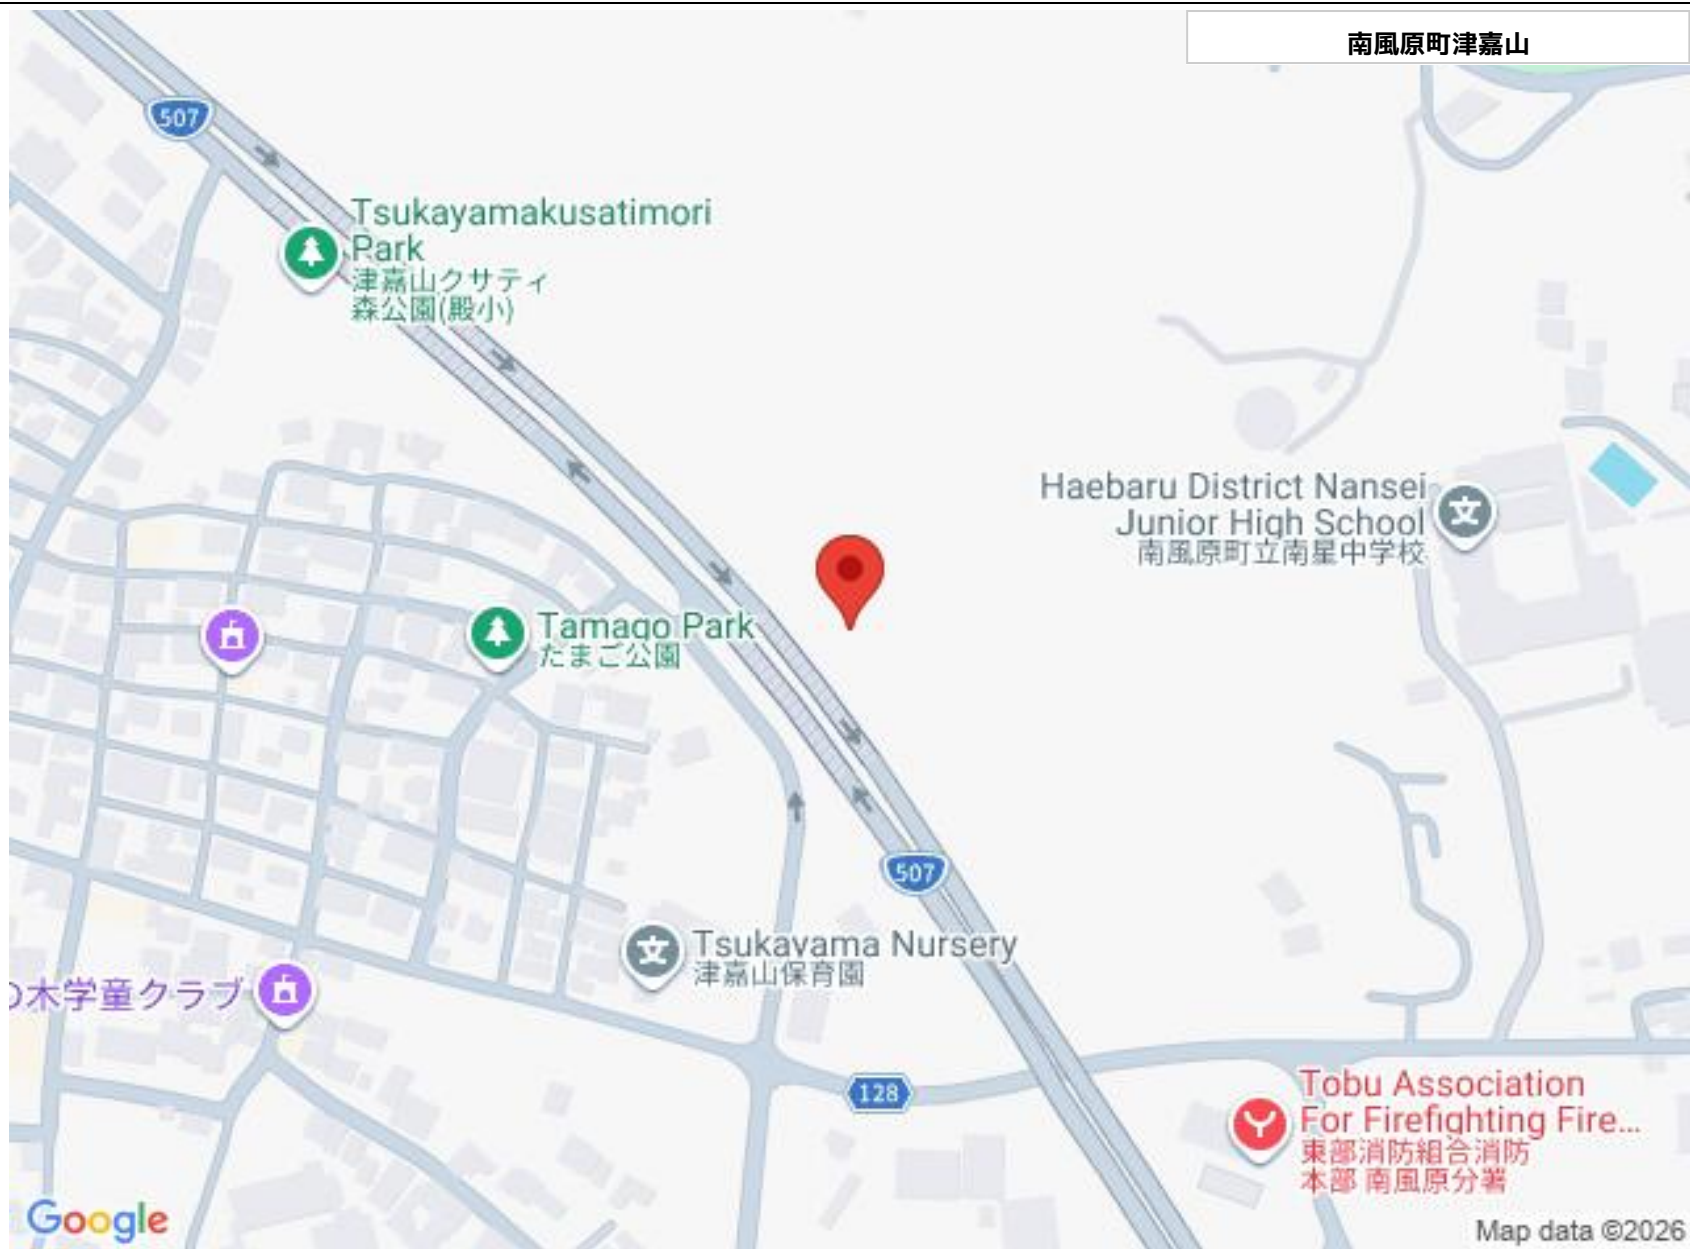 南風原町津嘉山
507
Tsukayamakusatimori
Park
津嘉山クサティ
森公園(殿小)
Haebaru District Nansei
Junior High School
南風原町立南星中学校
Tamago Park
たまご公園
507
Tsukayama Nursery
津嘉山保育園
の木学童クラブ
128
Tobu Association
For Firefighting Fire...
東部消防組合消防
本部 南風原分署
Google
Map data ©2026